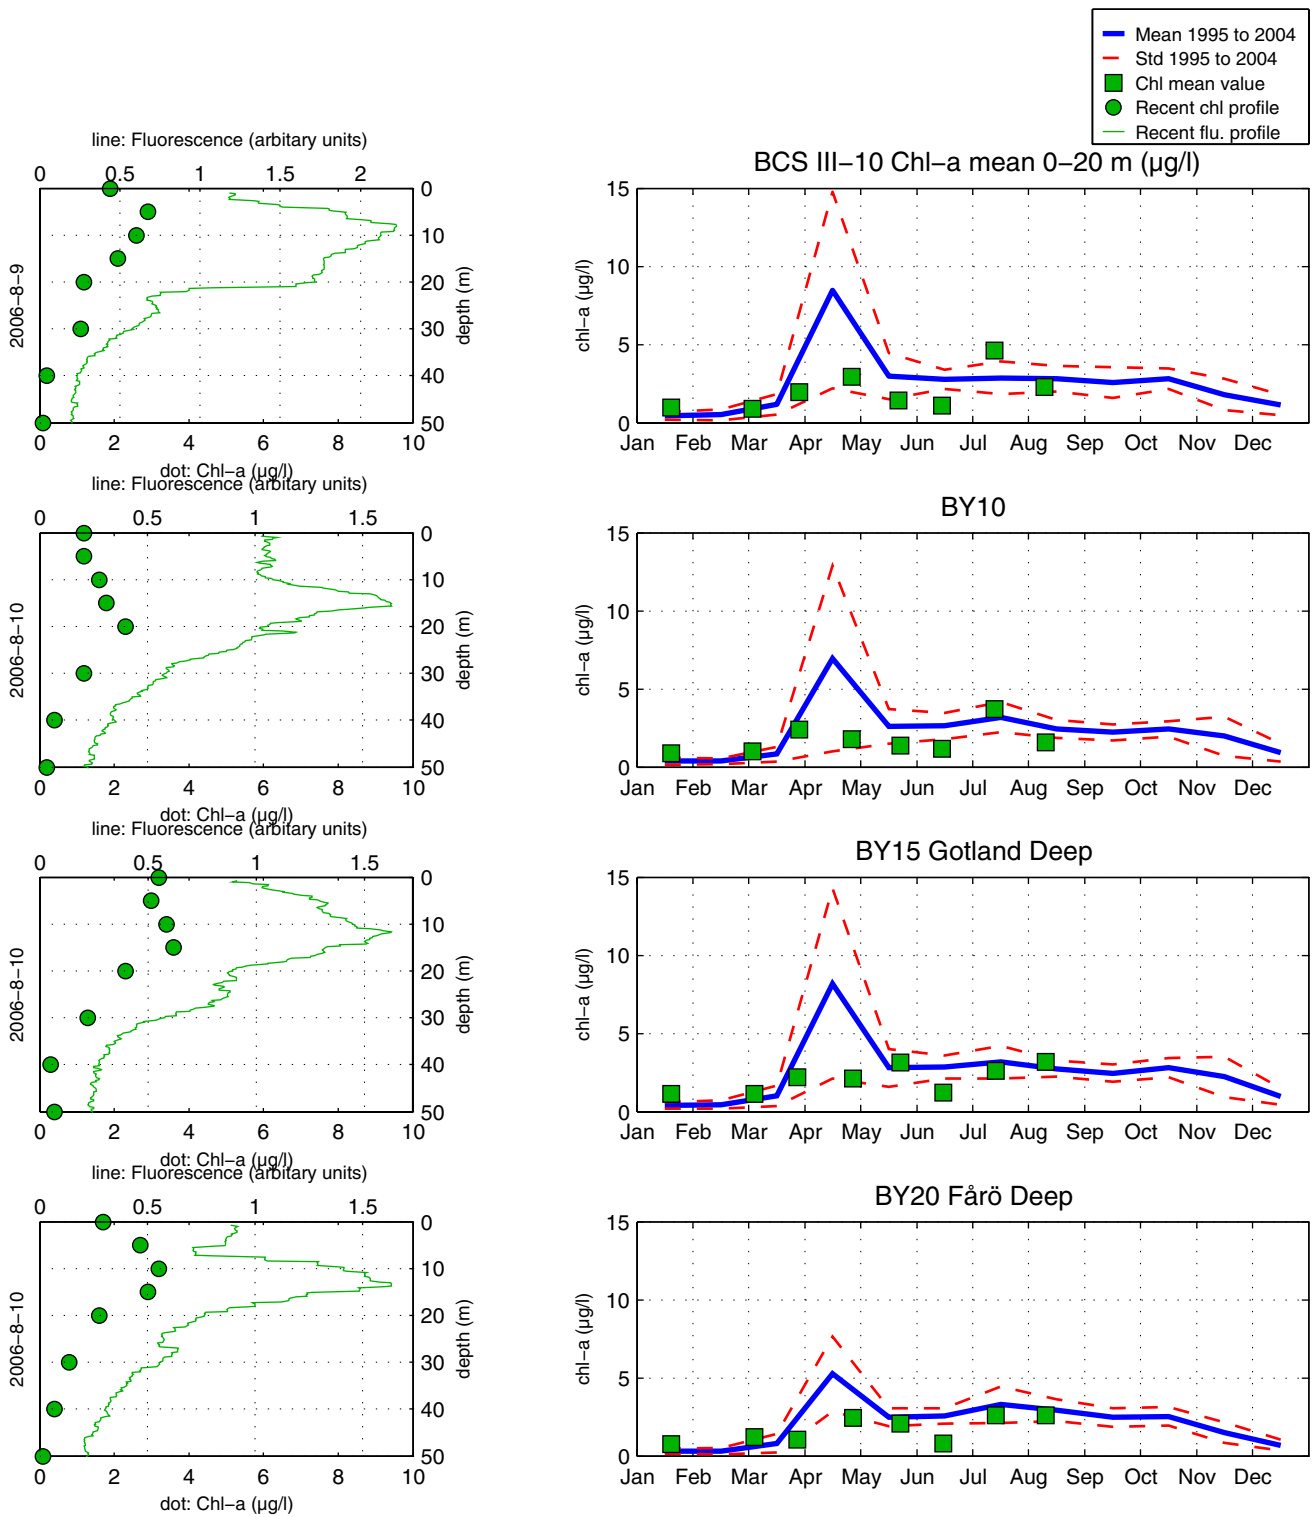 Mean 1995 to 2004
Std 1995 to 2004
Chl mean value
Recent chl profile
Recent flu. profile
line: Fluorescence (arbitary units)
0 0.5 1 1.5 2
2006-8-9
0
10
20
30
40
50
depth (m)
0 2 4 6 8 10
dot: Chl-a (µg/l)
BCS III-10 Chl-a mean 0-20 m (µg/l)
chl-a (µg/l)
15
10
5
0
Jan Feb Mar Apr May Jun Jul Aug Sep Oct Nov Dec
line: Fluorescence (arbitary units)
0 0.5 1 1.5
2006-8-10
0
10
20
30
40
50
depth (m)
0 2 4 6 8 10
dot: Chl-a (µg/l)
BY10
chl-a (µg/l)
15
10
5
0
Jan Feb Mar Apr May Jun Jul Aug Sep Oct Nov Dec
line: Fluorescence (arbitary units)
0 0.5 1 1.5
2006-8-10
0
10
20
30
40
50
depth (m)
0 2 4 6 8 10
dot: Chl-a (µg/l)
BY15 Gotland Deep
chl-a (µg/l)
15
10
5
0
Jan Feb Mar Apr May Jun Jul Aug Sep Oct Nov Dec
line: Fluorescence (arbitary units)
0 0.5 1 1.5
2006-8-10
0
10
20
30
40
50
depth (m)
0 2 4 6 8 10
dot: Chl-a (µg/l)
BY20 Fårö Deep
chl-a (µg/l)
15
10
5
0
Jan Feb Mar Apr May Jun Jul Aug Sep Oct Nov Dec